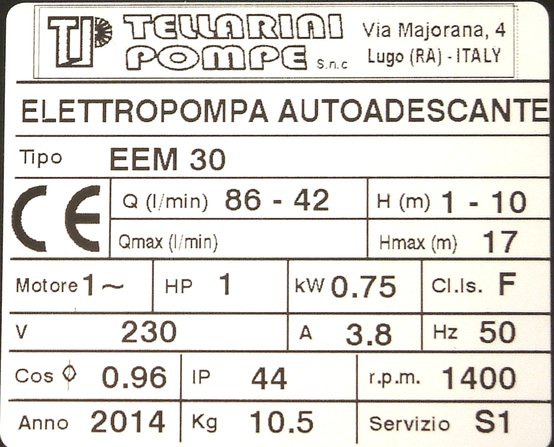 TP TELLARINI Via Majorana, 4
POMPE S.n.c Lugo (RA) - ITALY
ELETTROPOMPA AUTOADESCANTE
Tipo EEM 30
CE Q (l/min) 86 - 42 H (m) 1 - 10
Qmax (l/min) Hmax (m) 17
Motore 1~ HP 1 kW 0.75 Cl.Is. F
V 230 A 3.8 Hz 50
Cos ϕ 0.96 IP 44 r.p.m. 1400
Anno 2014 Kg 10.5 Servizio S1